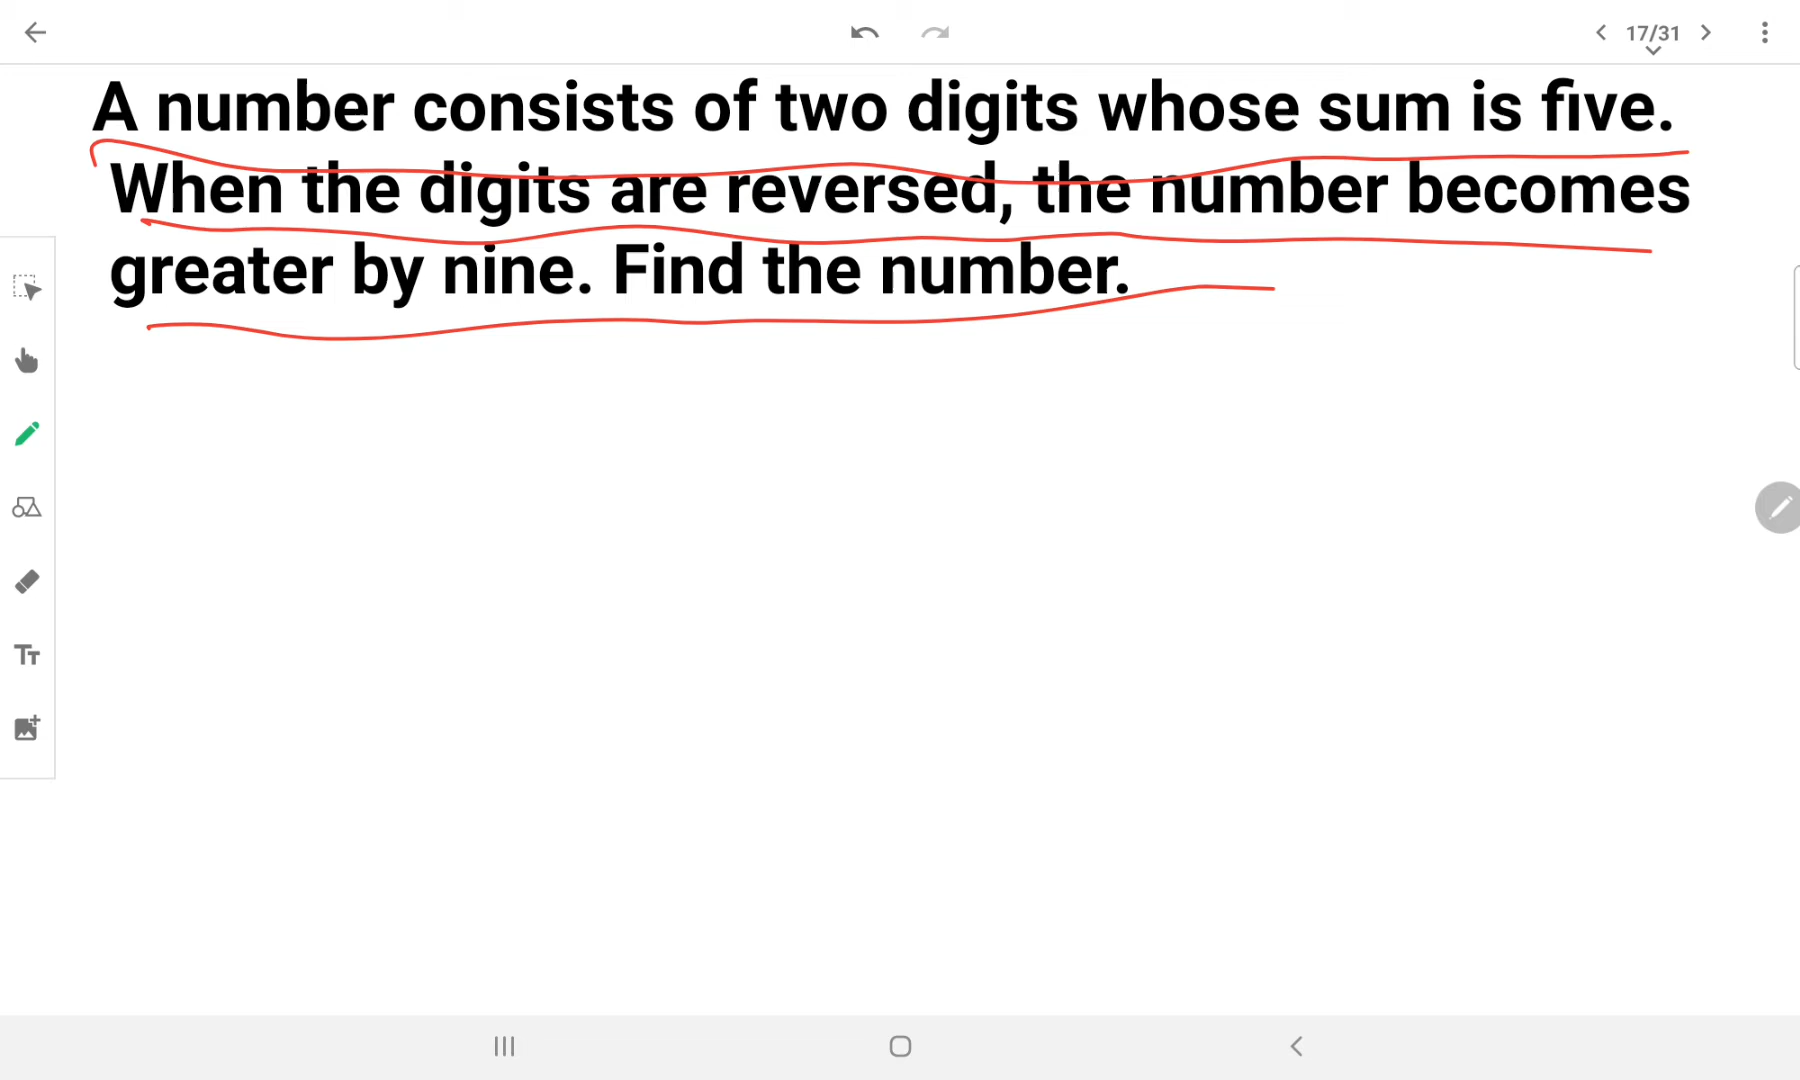 17/31
A number consists of two digits whose sum is five.
When the digits are reversed, the number becomes
greater by nine. Find the number.
TT